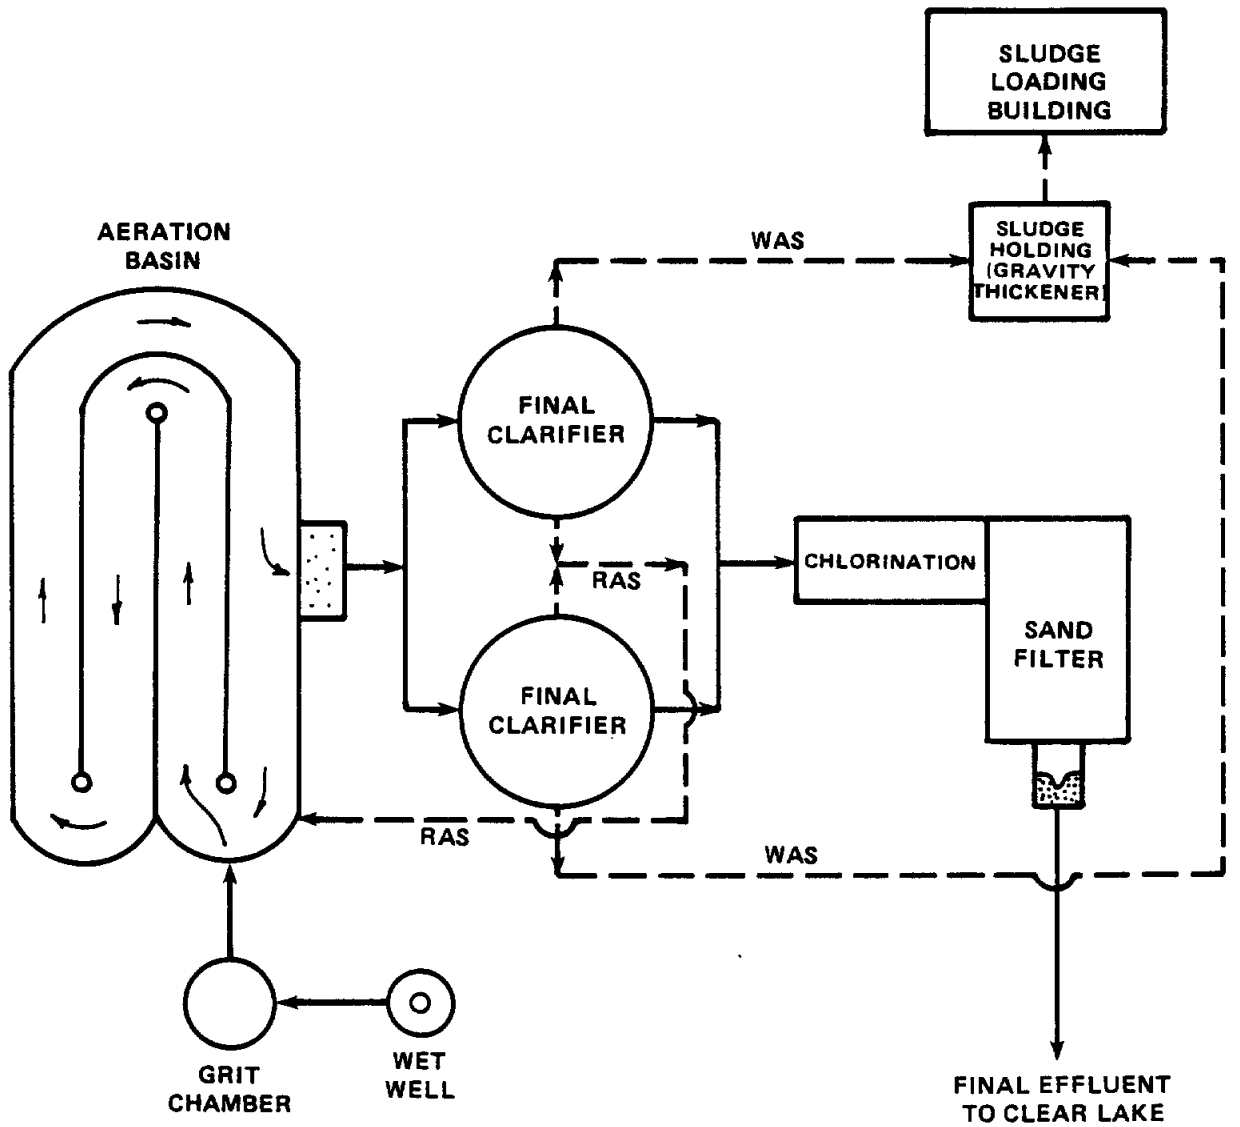 SLUDGE
LOADING
BUILDING
AERATION
BASIN
WAS
SLUDGE
HOLDING
(GRAVITY
THICKENER)
FINAL
CLARIFIER
RAS
CHLORINATION
SAND
FILTER
FINAL
CLARIFIER
RAS
WAS
GRIT
CHAMBER
WET
WELL
FINAL EFFLUENT
TO CLEAR LAKE